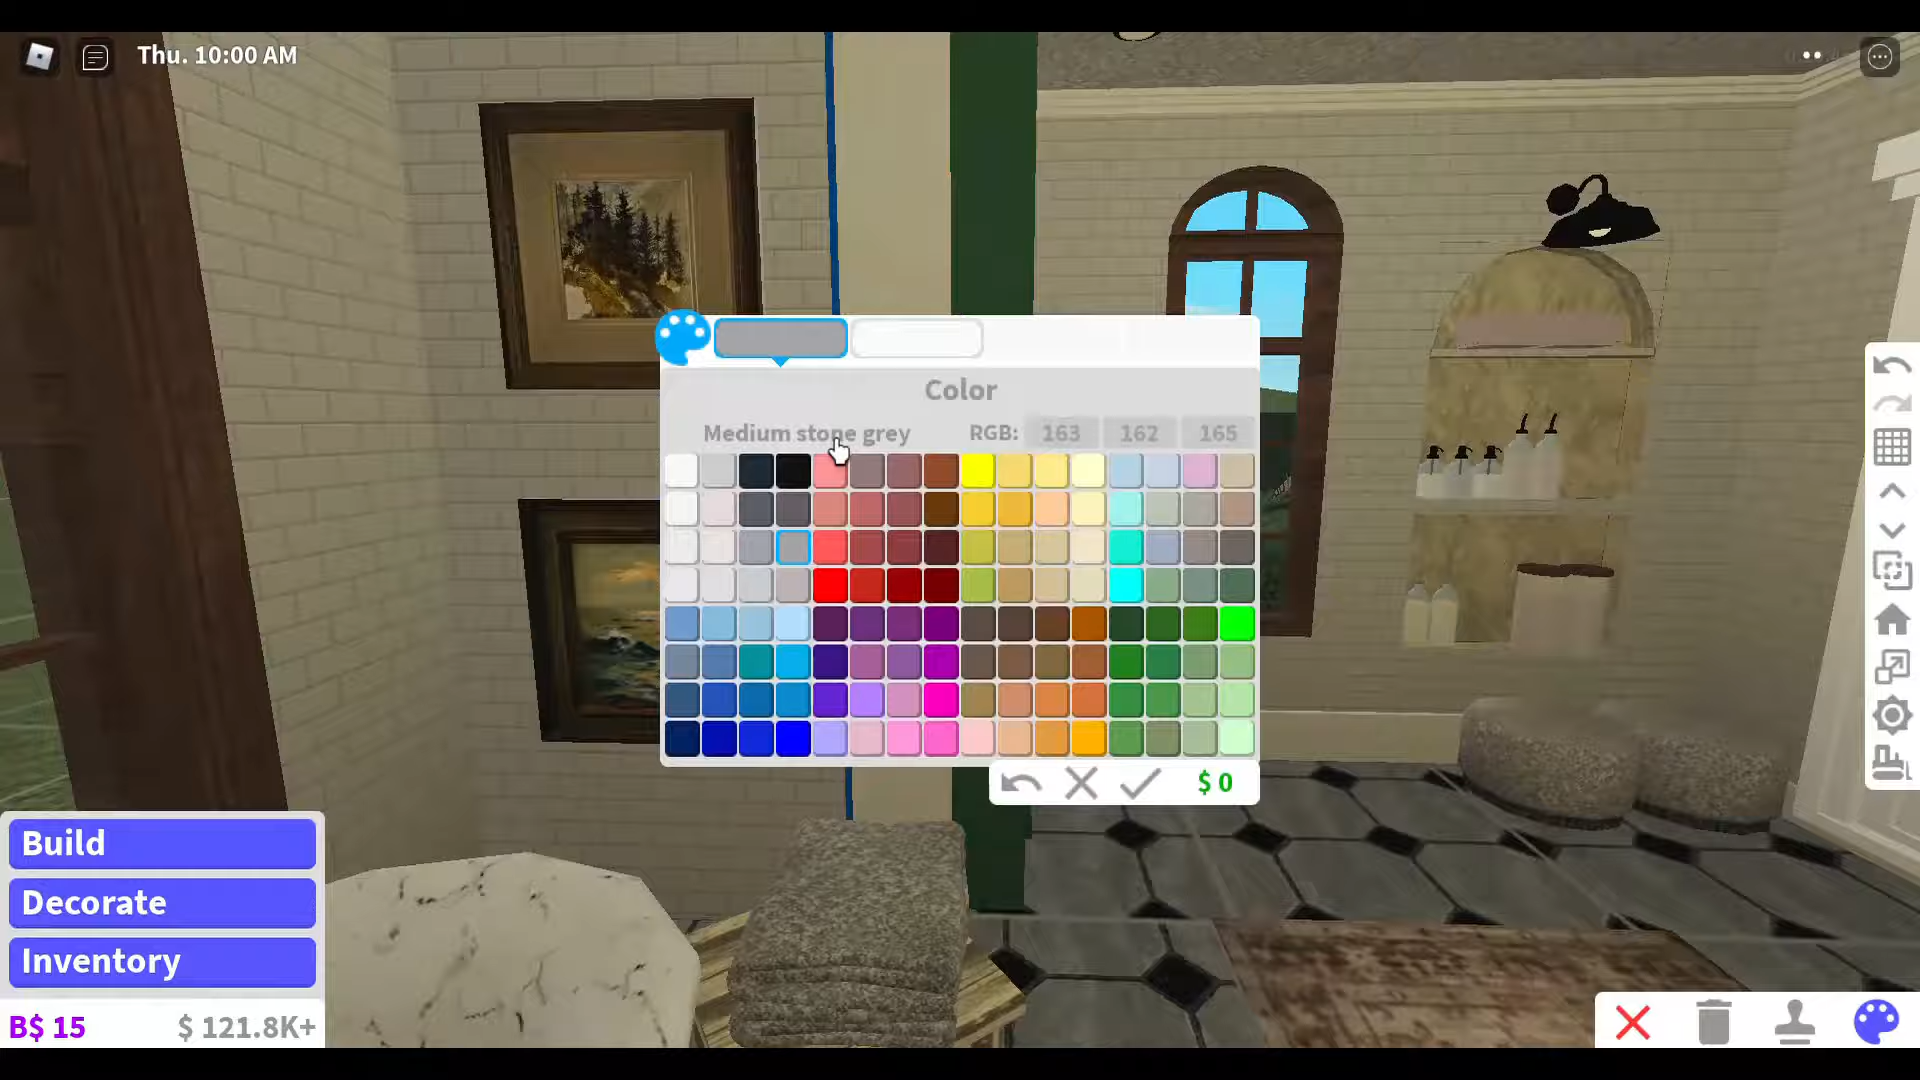 Thu. 10:00 AM
Color
Medium stone grey RGB: 163 162 165
$ 0
Build
Decorate
Inventory
B$ 15 $ 121.8K+